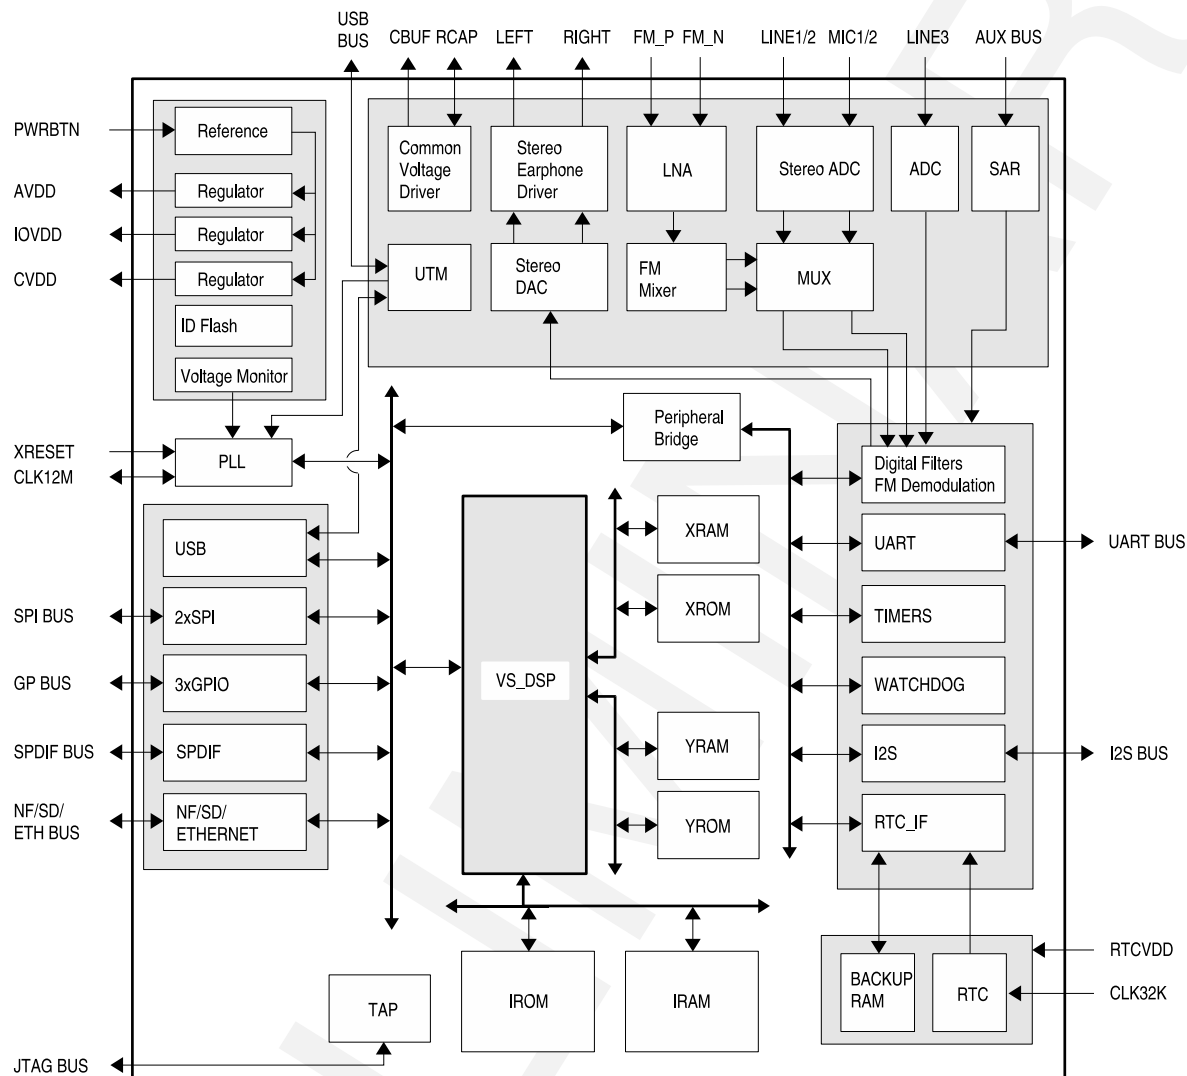 USB
BUS
CBUF RCAP LEFT RIGHT FM_P FM_N LINE1/2 MIC1/2 LINE3 AUX BUS
PWRBTN
Reference
AVDD
Regulator
IOVDD
Regulator
CVDD
Regulator
ID Flash
Voltage Monitor
Common
Voltage
Driver
Stereo
Earphone
Driver
LNA
Stereo ADC
ADC
SAR
UTM
Stereo
DAC
FM
Mixer
MUX
XRESET
CLK12M
PLL
Peripheral
Bridge
Digital Filters
FM Demodulation
USB
XRAM
UART
UART BUS
SPI BUS
2xSPI
XROM
TIMERS
GP BUS
3xGPIO
VS_DSP
WATCHDOG
SPDIF BUS
SPDIF
YRAM
I2S
I2S BUS
NF/SD/
ETH BUS
NF/SD/
ETHERNET
YROM
RTC_IF
RTCVDD
BACKUP
RAM
RTC
CLK32K
TAP
IROM
IRAM
JTAG BUS